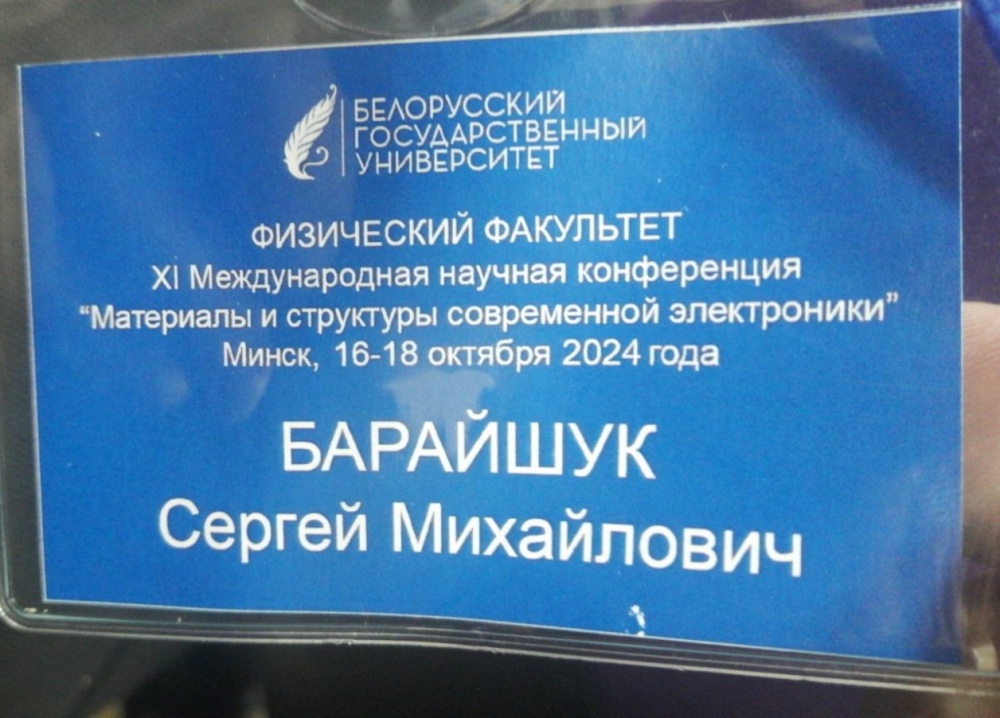 БЕЛОРУССКИЙ
ГОСУДАРСТВЕННЫЙ
УНИВЕРСИТЕТ
ФИЗИЧЕСКИЙ ФАКУЛЬТЕТ
XI Международная научная конференция
“Материалы и структуры современной электроники”
Минск, 16-18 октября 2024 года
БАРАЙШУК
Сергей Михайлович